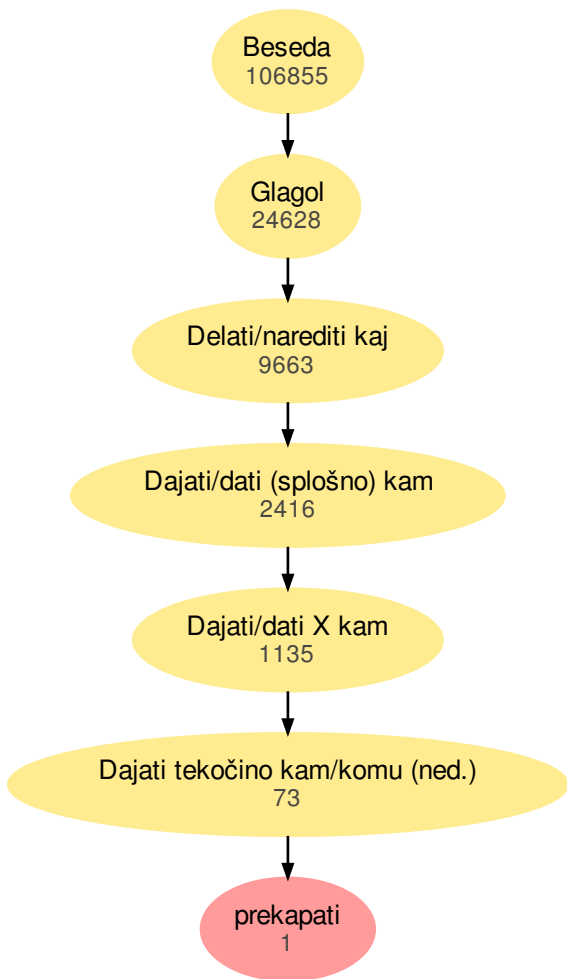 Beseda
106855
Glagol
24628
Delati/narediti kaj
9663
Dajati/dati (splošno) kam
2416
Dajati/dati X kam
1135
Dajati tekočino kam/komu (ned.)
73
prekapati
1